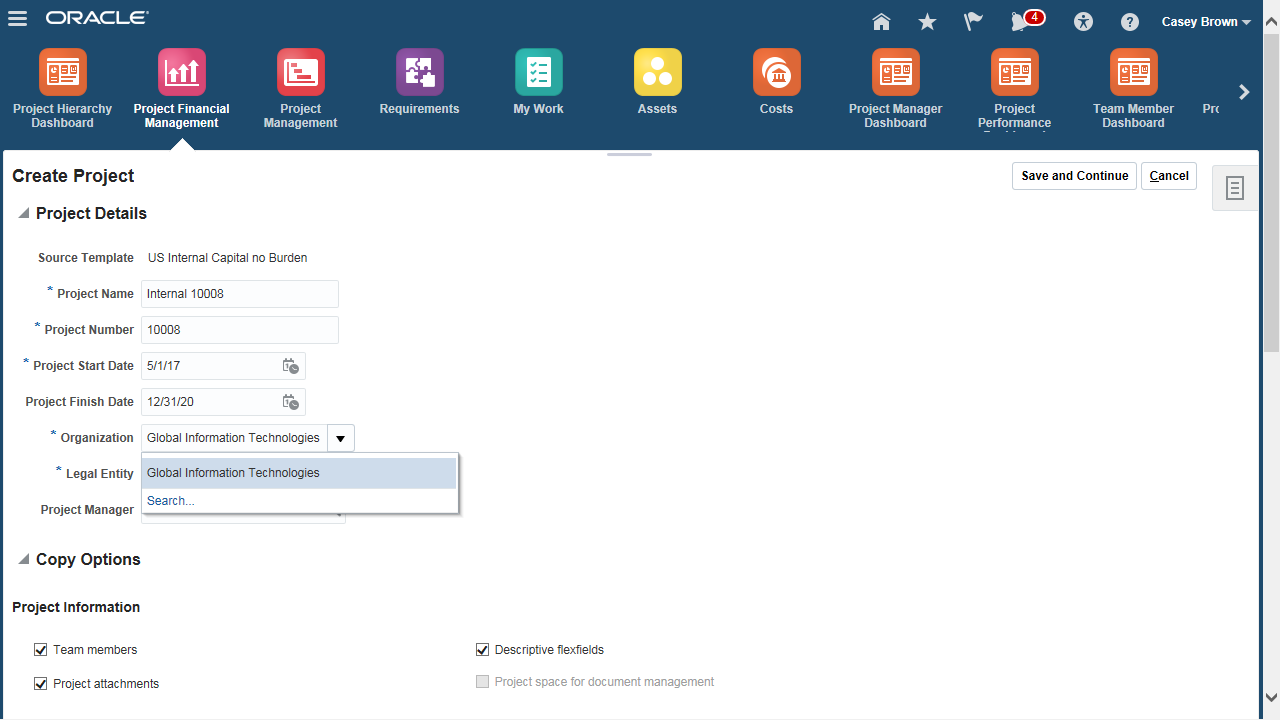 ORACLE
4
Casey Brown
Project Hierarchy
Dashboard
Project Financial
Management
Project
Management
Requirements
My Work
Assets
Costs
Project Manager
Dashboard
Project
Performance
Team Member
Dashboard
Pro
Create Project
Save and Continue
Cancel
Project Details
Source Template US Internal Capital no Burden
* Project Name Internal 10008
* Project Number 10008
* Project Start Date 5/1/17
Project Finish Date 12/31/20
* Organization Global Information Technologies
Global Information Technologies
* Legal Entity
Search...
Project Manager
Copy Options
Project Information
Team members
Descriptive flexfields
Project attachments
Project space for document management